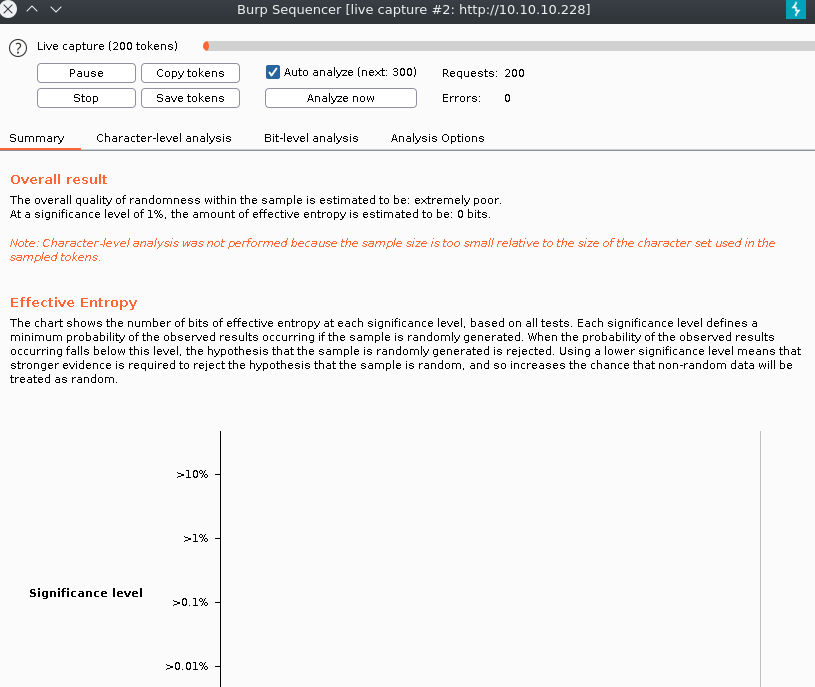 Burp Sequencer [live capture #2: http://10.10.10.228]
? Live capture (200 tokens)
Pause Copy tokens Auto analyze (next: 300) Requests: 200
Stop Save tokens Analyze now Errors: 0
Summary Character-level analysis Bit-level analysis Analysis Options
Overall result
The overall quality of randomness within the sample is estimated to be: extremely poor.
At a significance level of 1%, the amount of effective entropy is estimated to be: 0 bits.
Note: Character-level analysis was not performed because the sample size is too small relative to the size of the character set used in the
sampled tokens.
Effective Entropy
The chart shows the number of bits of effective entropy at each significance level, based on all tests. Each significance level defines a
minimum probability of the observed results occurring if the sample is randomly generated. When the probability of the observed results
occurring falls below this level, the hypothesis that the sample is randomly generated is rejected. Using a lower significance level means that
stronger evidence is required to reject the hypothesis that the sample is random, and so increases the chance that non-random data will be
treated as random.
>10%
>1%
Significance level
>0.1%
>0.01%